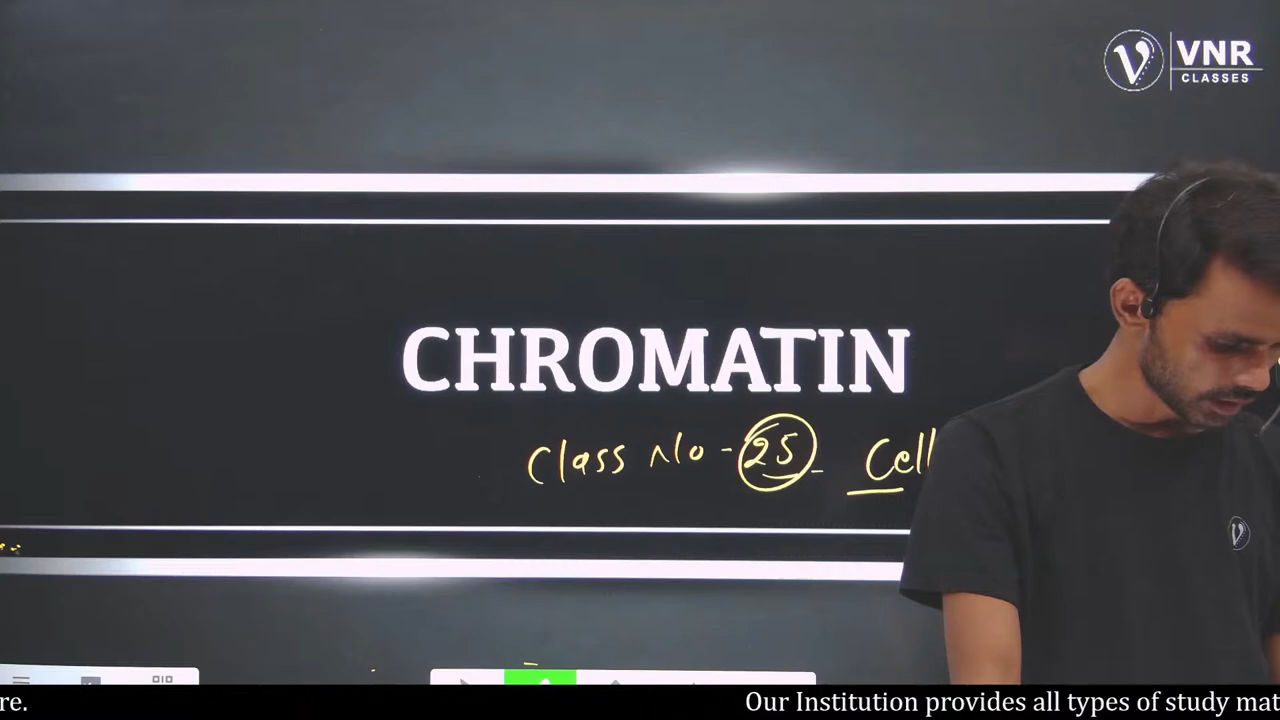 VNR
CLASSES
CHROMATIN
Class No - 25 - Cell
re. Our Institution provides all types of study mat